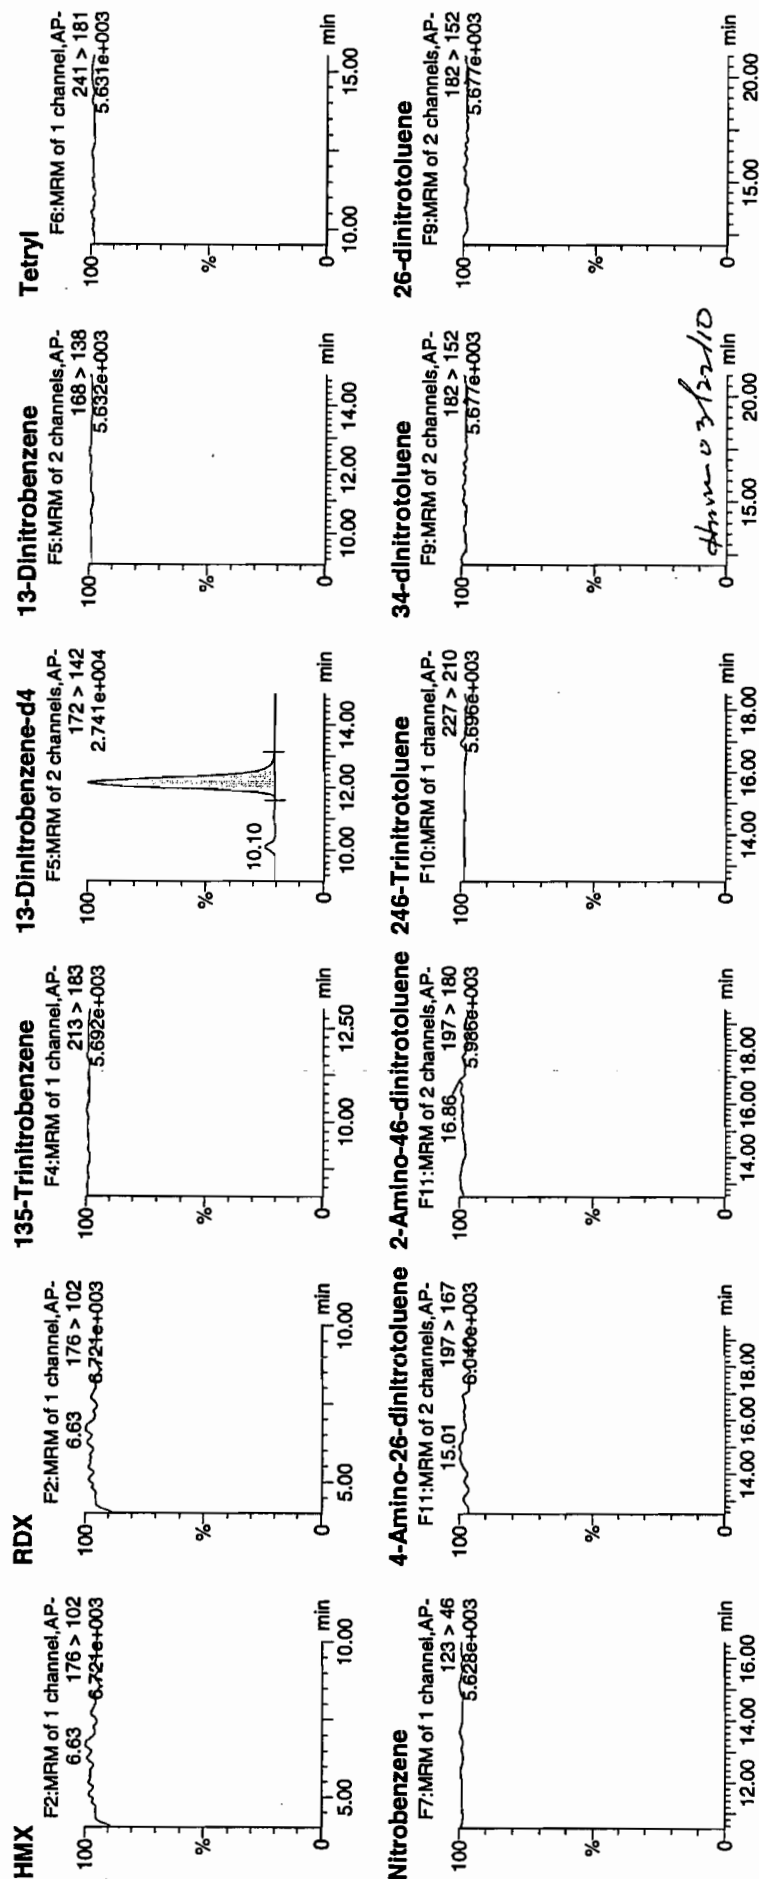 HMX
F2:MRM of 1 channel,AP-
176 > 102
6.721e+003
6.63
100
%
0
5.00
10.00
min
RDX
F2:MRM of 1 channel,AP-
176 > 102
6.721e+003
6.63
100
%
0
5.00
10.00
min
135-Trinitrobenzene
F4:MRM of 1 channel,AP-
213 > 183
5.692e+003
100
%
0
10.00
12.50
min
13-Dinitrobenzene-d4
F5:MRM of 2 channels,AP-
172 > 142
2.741e+004
10.10
100
%
0
10.00
12.00
14.00
min
13-Dinitrobenzene
F5:MRM of 2 channels,AP-
168 > 138
5.632e+003
100
%
0
10.00
12.00
14.00
min
Tetryl
F6:MRM of 1 channel,AP-
241 > 181
5.631e+003
100
%
0
10.00
15.00
min
Nitrobenzene
F7:MRM of 1 channel,AP-
123 > 46
5.628e+003
100
%
0
12.00
14.00
16.00
min
4-Amino-26-dinitrotoluene
F11:MRM of 2 channels,AP-
197 > 167
6.040e+003
15.01
100
%
0
14.00
16.00
18.00
min
2-Amino-46-dinitrotoluene
F11:MRM of 2 channels,AP-
197 > 180
5.986e+003
16.86
100
%
0
14.00
16.00
18.00
min
246-Trinitrotoluene
F10:MRM of 1 channel,AP-
227 > 210
5.696e+003
100
%
0
14.00
16.00
18.00
min
34-dinitrotoluene
F9:MRM of 2 channels,AP-
182 > 152
5.677e+003
100
%
0
15.00
20.00
min
03/22/10
26-dinitrotoluene
F9:MRM of 2 channels,AP-
182 > 152
5.677e+003
100
%
0
15.00
20.00
min